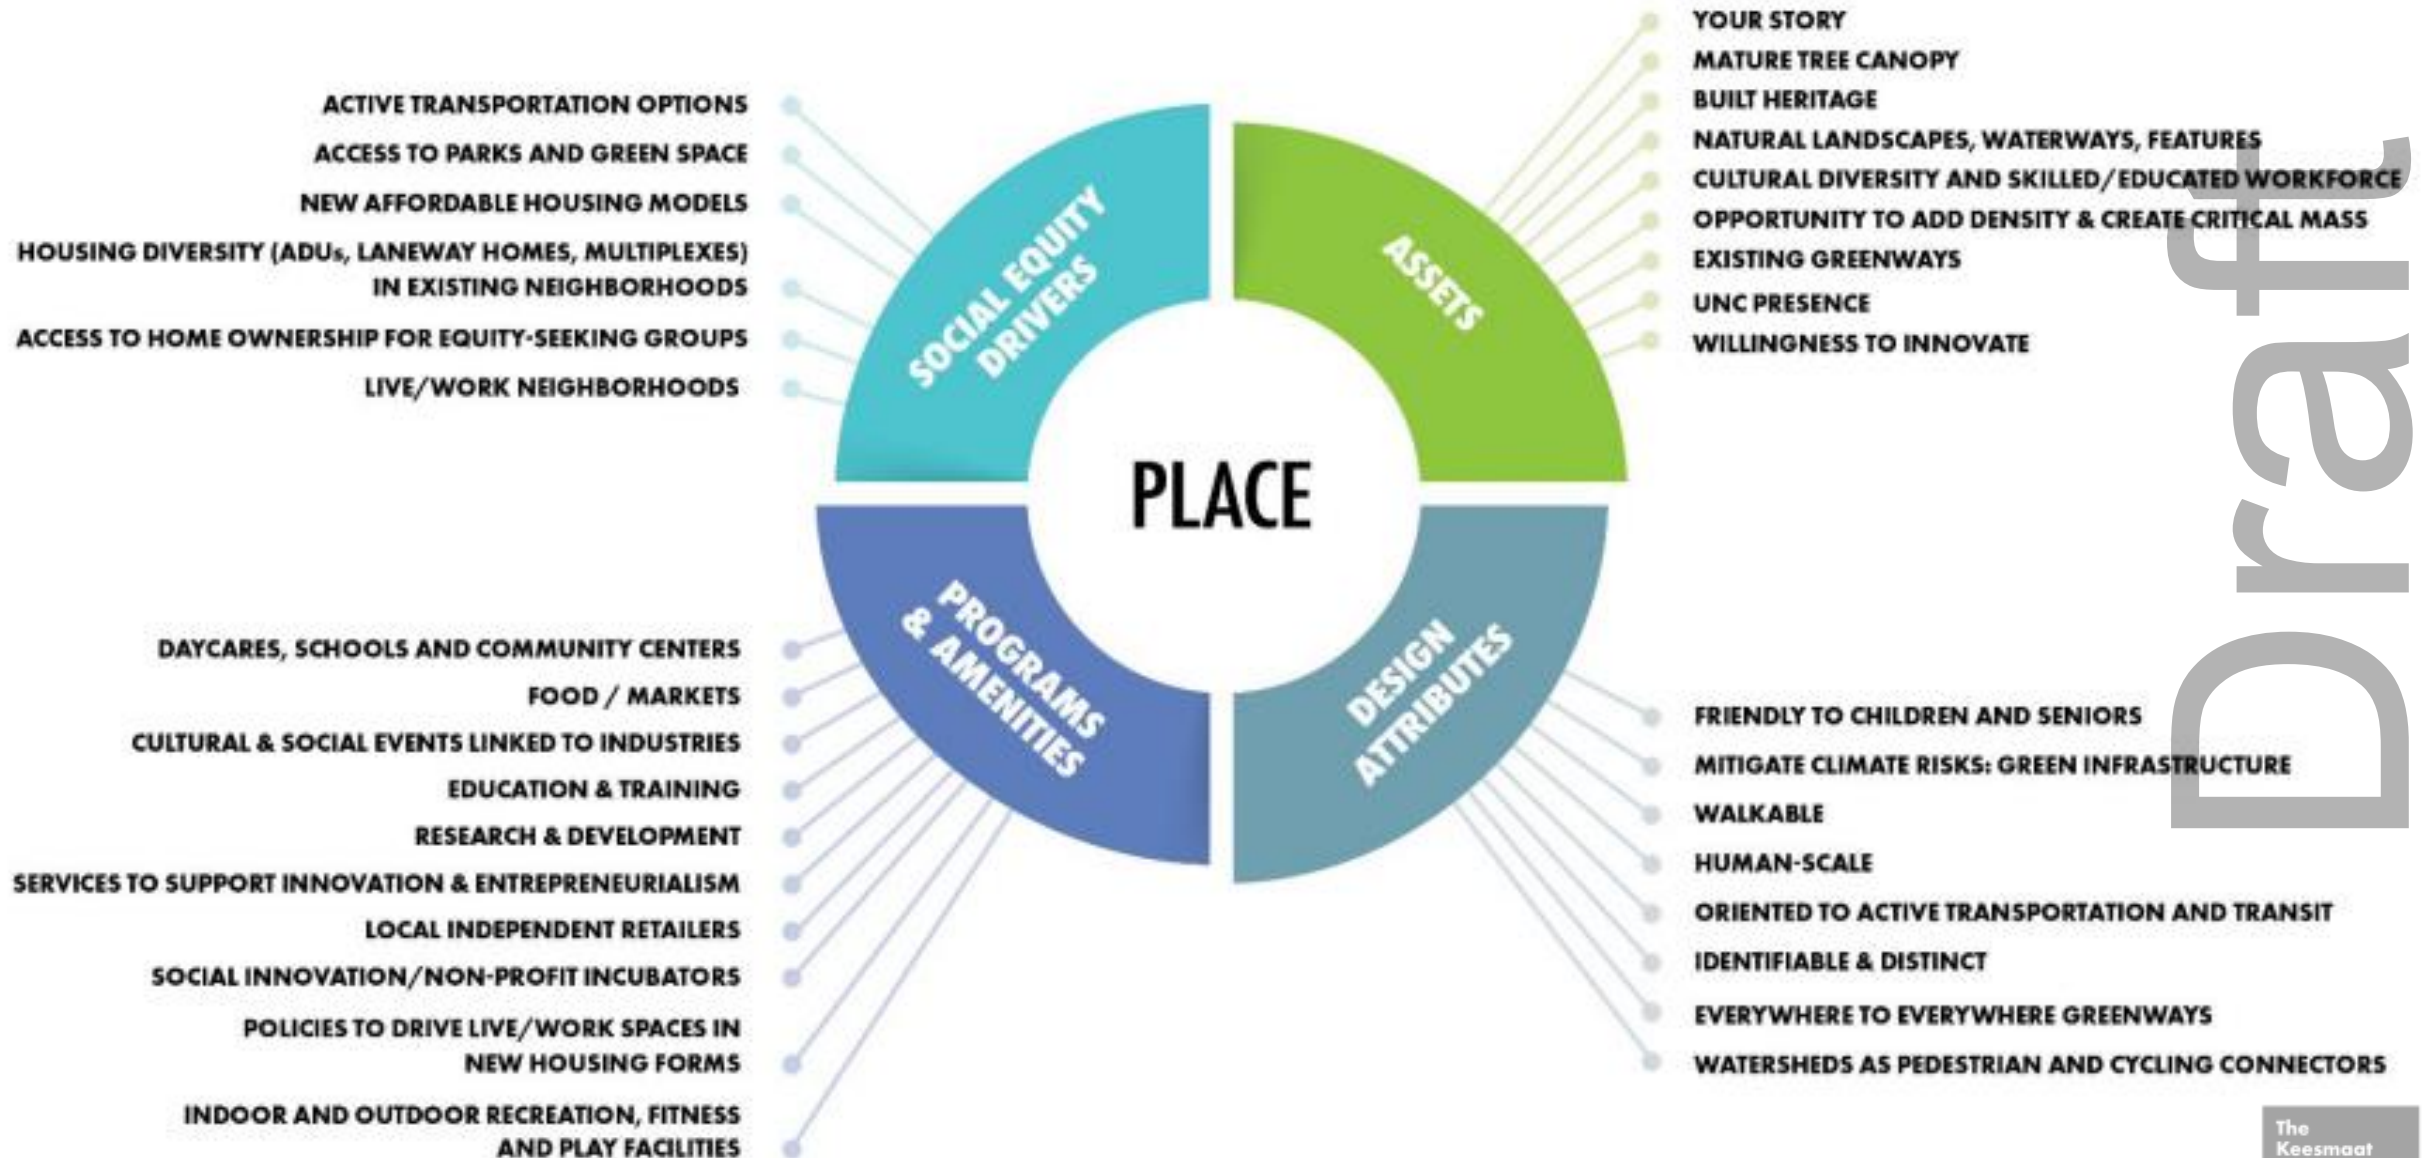 ACTIVE TRANSPORTATION OPTIONS
ACCESS TO PARKS AND GREEN SPACE
NEW AFFORDABLE HOUSING MODELS
HOUSING DIVERSITY (ADUs, LANEWAY HOMES, MULTIPLEXES)
IN EXISTING NEIGHBORHOODS
ACCESS TO HOME OWNERSHIP FOR EQUITY-SEEKING GROUPS
LIVE/WORK NEIGHBORHOODS
SOCIAL EQUITY
DRIVERS
ASSETS
YOUR STORY
MATURE TREE CANOPY
BUILT HERITAGE
NATURAL LANDSCAPES, WATERWAYS, FEATURES
CULTURAL DIVERSITY AND SKILLED/EDUCATED WORKFORCE
OPPORTUNITY TO ADD DENSITY & CREATE CRITICAL MASS
EXISTING GREENWAYS
UNC PRESENCE
WILLINGNESS TO INNOVATE
PLACE
DAYCARES, SCHOOLS AND COMMUNITY CENTERS
FOOD / MARKETS
CULTURAL & SOCIAL EVENTS LINKED TO INDUSTRIES
EDUCATION & TRAINING
RESEARCH & DEVELOPMENT
SERVICES TO SUPPORT INNOVATION & ENTREPRENEURIALISM
LOCAL INDEPENDENT RETAILERS
SOCIAL INNOVATION/NON-PROFIT INCUBATORS
POLICIES TO DRIVE LIVE/WORK SPACES IN
NEW HOUSING FORMS
INDOOR AND OUTDOOR RECREATION, FITNESS
AND PLAY FACILITIES
PROGRAMS
& AMENITIES
DESIGN
ATTRIBUTES
FRIENDLY TO CHILDREN AND SENIORS
MITIGATE CLIMATE RISKS: GREEN INFRASTRUCTURE
WALKABLE
HUMAN-SCALE
ORIENTED TO ACTIVE TRANSPORTATION AND TRANSIT
IDENTIFIABLE & DISTINCT
EVERYWHERE TO EVERYWHERE GREENWAYS
WATERSHEDS AS PEDESTRIAN AND CYCLING CONNECTORS
Draft
The
Keesmaat